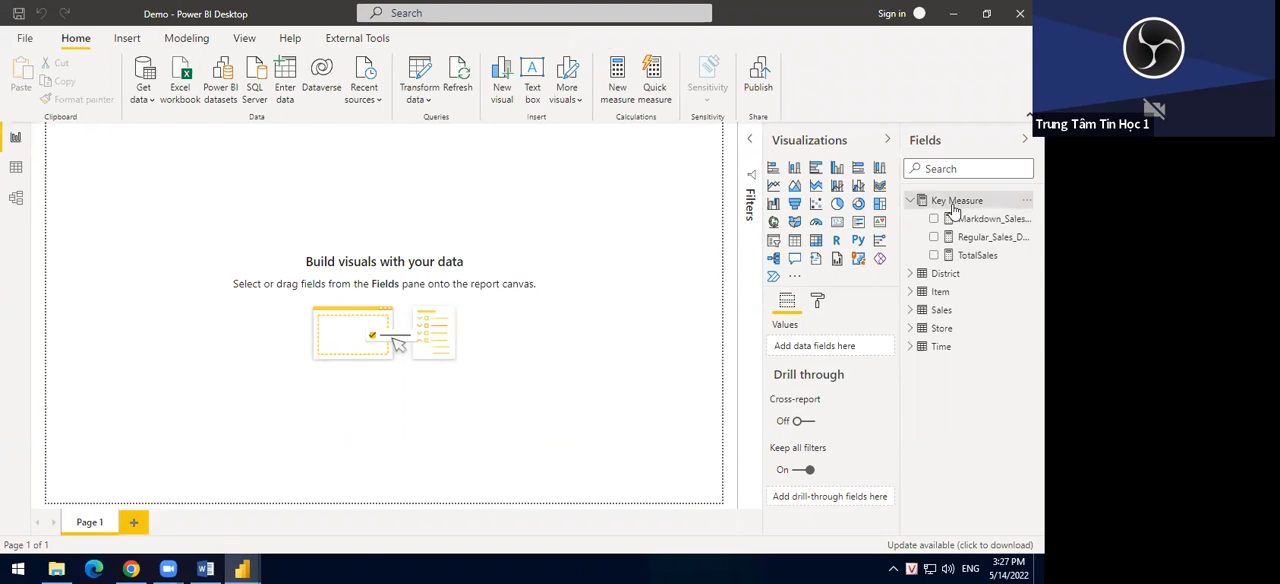 Demo - Power BI Desktop
Search
Sign in
File
Home
Insert
Modeling
View
Help
External Tools
Paste
Cut
Copy
Format painter
Clipboard
Get data
Excel workbook
Power BI datasets
SQL Server
Enter data
Dataverse
Recent sources
Data
Transform data
Refresh
Queries
New visual
Text box
More visuals
Insert
New measure
Quick measure
Calculations
Sensitivity
Sensitivity
Publish
Share
Trung Tâm Tin Học 1
Build visuals with your data
Select or drag fields from the Fields pane onto the report canvas.
Filters
Visualizations
R
Py
Values
Add data fields here
Drill through
Cross-report
Off
Keep all filters
On
Add drill-through fields here
Fields
Search
Key Measure
Markdown_Sales...
Regular_Sales_D...
TotalSales
District
Item
Sales
Store
Time
Page 1
Page 1 of 1
Update available (click to download)
ENG
3:27 PM
5/14/2022